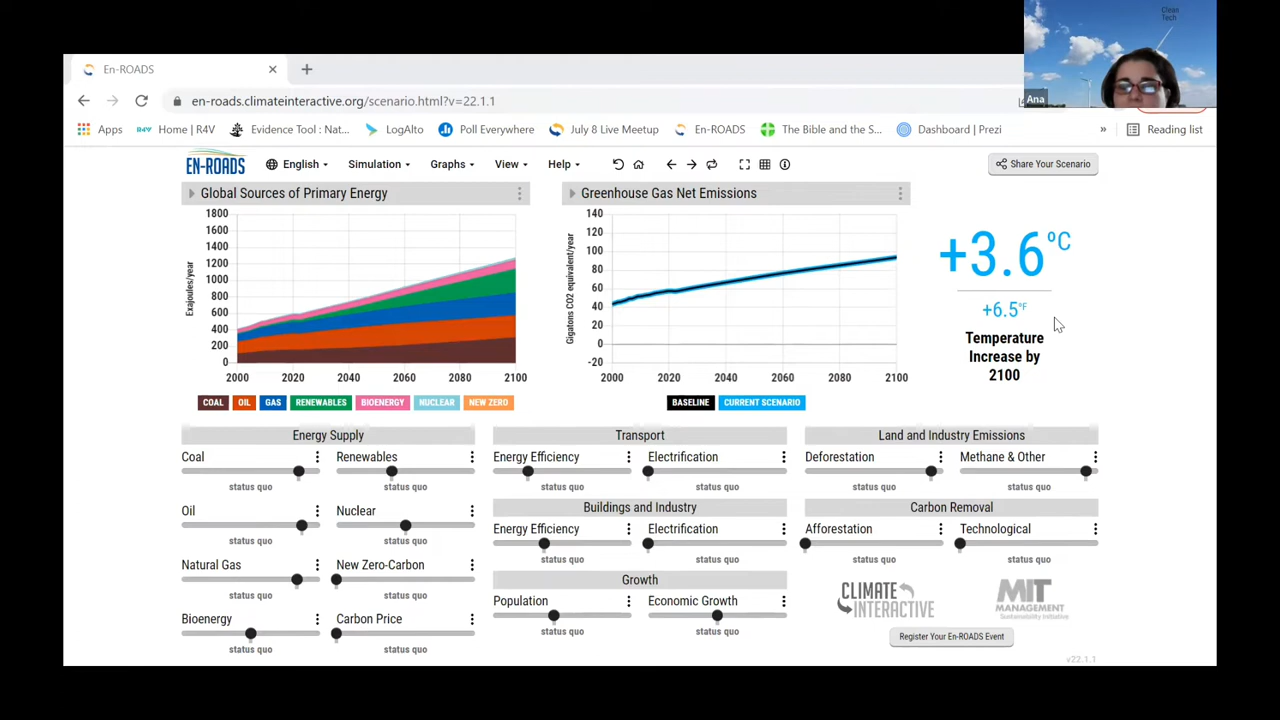 Clean
Tech
Ana
En-ROADS
en-roads.climateinteractive.org/scenario.html?v=22.1.1
Apps
R4V
Home | R4V
Evidence Tool : Nat...
LogAlto
Poll Everywhere
July 8 Live Meetup
En-ROADS
The Bible and the S...
Dashboard | Prezi
»
Reading list
EN-ROADS
English
Simulation
Graphs
View
Help
Share Your Scenario
Global Sources of Primary Energy
Exajoules/year
1800
1600
1400
1200
1000
800
600
400
200
0
2000 2020 2040 2060 2080 2100
COAL OIL GAS RENEWABLES BIOENERGY NUCLEAR NEW ZERO
Greenhouse Gas Net Emissions
Gigatons CO2 equivalent/year
140
120
100
80
60
40
20
0
-20
2000 2020 2040 2060 2080 2100
BASELINE CURRENT SCENARIO
+3.6°C
+6.5°F
Temperature
Increase by
2100
Energy Supply
Coal
status quo
Renewables
status quo
Oil
status quo
Nuclear
status quo
Natural Gas
status quo
New Zero-Carbon
status quo
Bioenergy
status quo
Carbon Price
status quo
Transport
Energy Efficiency
status quo
Electrification
status quo
Buildings and Industry
Energy Efficiency
status quo
Electrification
status quo
Growth
Population
status quo
Economic Growth
status quo
Land and Industry Emissions
Deforestation
status quo
Methane & Other
status quo
Carbon Removal
Afforestation
status quo
Technological
status quo
CLIMATE
INTERACTIVE
MIT
MANAGEMENT
Sustainability Initiative
Register Your En-ROADS Event
v22.1.1